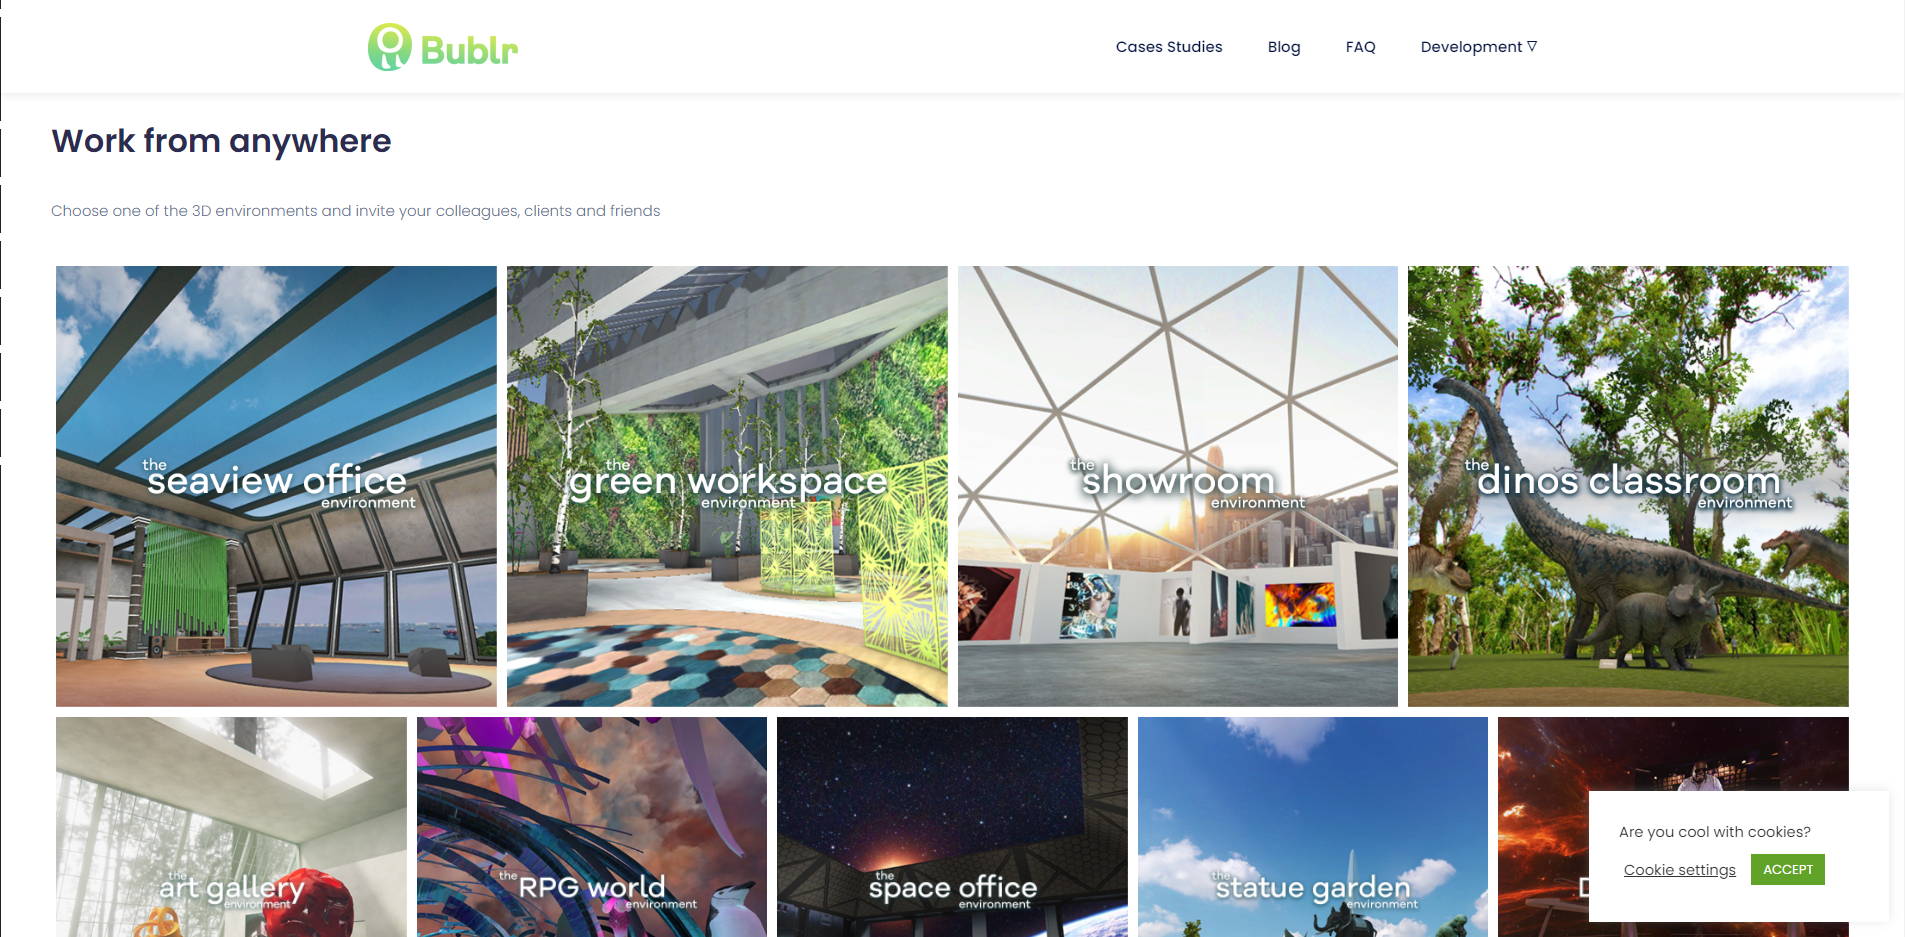 Bublr
Cases Studies
Blog
FAQ
Development
Work from anywhere
Choose one of the 3D environments and invite your colleagues, clients and friends
the
seaview office
environment
the
green workspace
environment
the
showroom
environment
the
dinos classroom
environment
the
art gallery
environment
the
RPG world
environment
the
space office
environment
the
statue garden
environment
Are you cool with cookies?
Cookie settings
ACCEPT